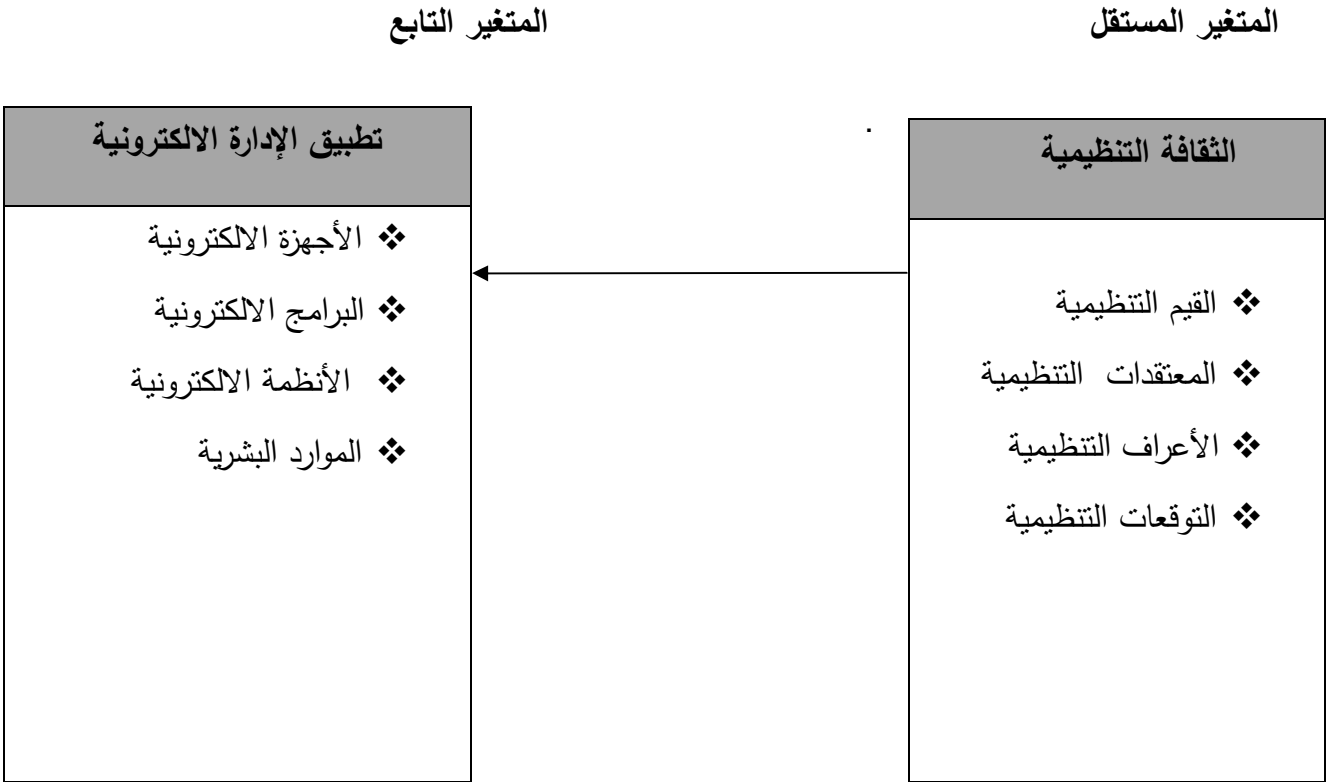 المتغير المستقل
المتغير التابع
الثقافة التنظيمية
❖ القيم التنظيمية
❖ المعتقدات التنظيمية
❖ الأعراف التنظيمية
❖ التوقعات التنظيمية
.
تطبيق الإدارة الالكترونية
❖ الأجهزة الالكترونية
❖ البرامج الالكترونية
❖ الأنظمة الالكترونية
❖ الموارد البشرية